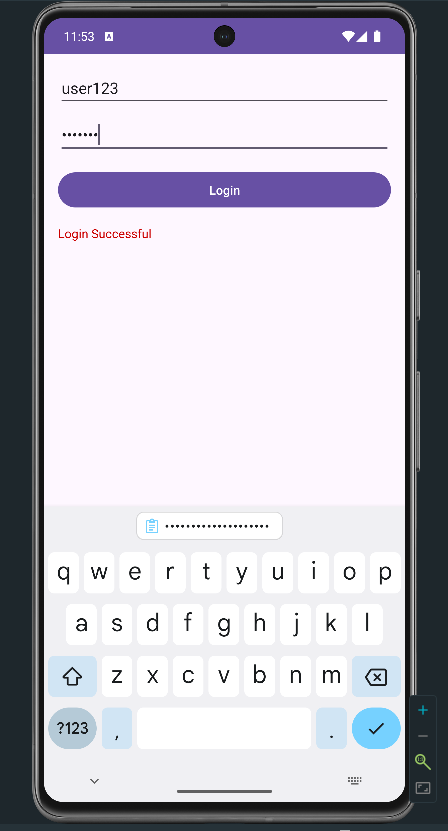 11:53 A
user123
•••••••
Login
Login Successful
••••••••••••••••••••
q w e r t y u i o p
a s d f g h j k l
z x c v b n m
?123 , .